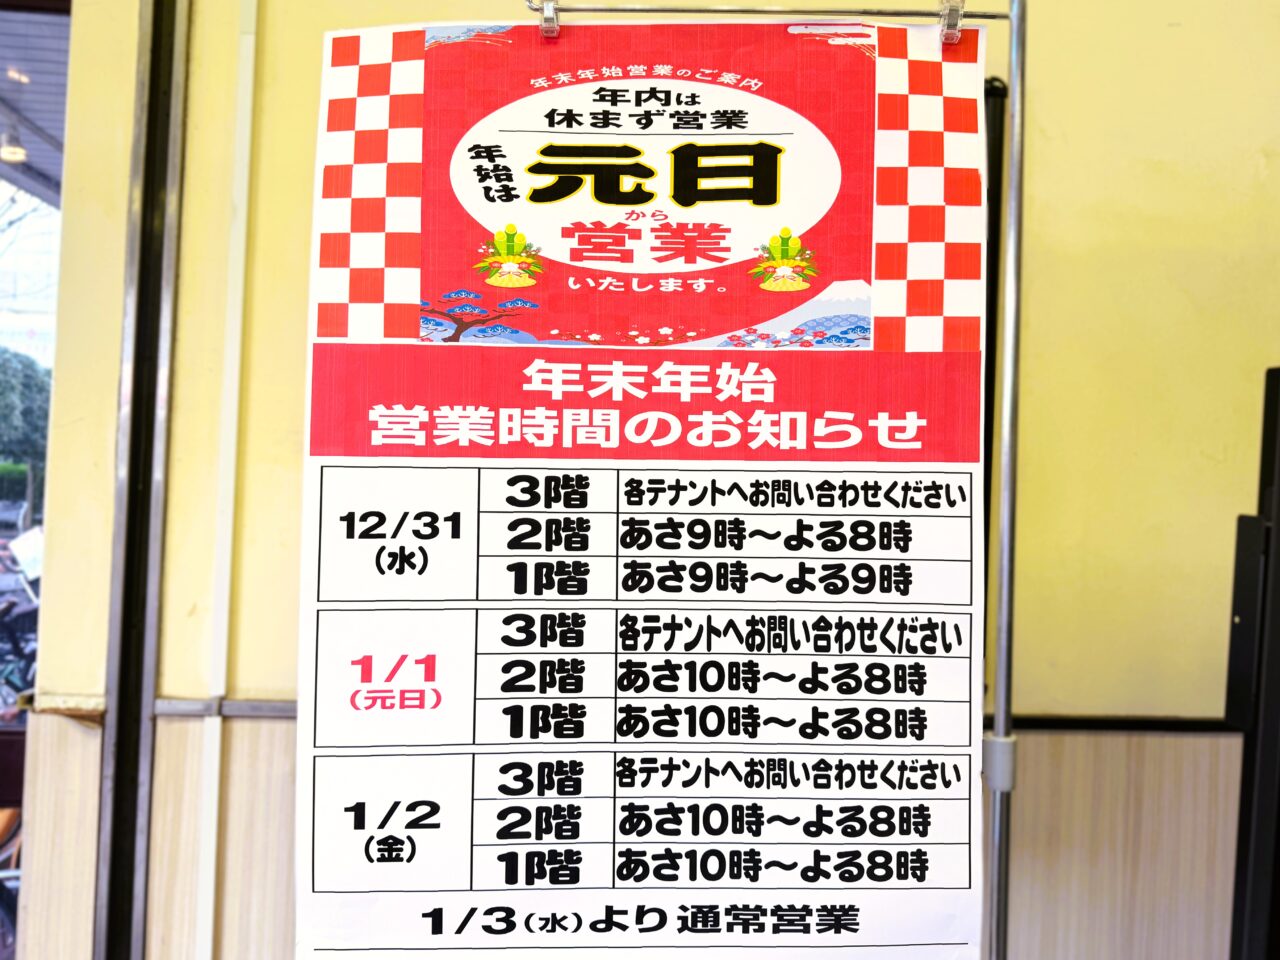 年末年始営業のご案内
年内は
休まず営業
年始は
元日
から
営業
いたします。
年末年始
営業時間のお知らせ
12/31
(水)
3階 各テナントへお問い合わせください
2階 あさ9時～よる8時
1階 あさ9時～よる9時
1/1
(元日)
3階 各テナントへお問い合わせください
2階 あさ10時～よる8時
1階 あさ10時～よる8時
1/2
(金)
3階 各テナントへお問い合わせください
2階 あさ10時～よる8時
1階 あさ10時～よる8時
1/3(水)より通常営業